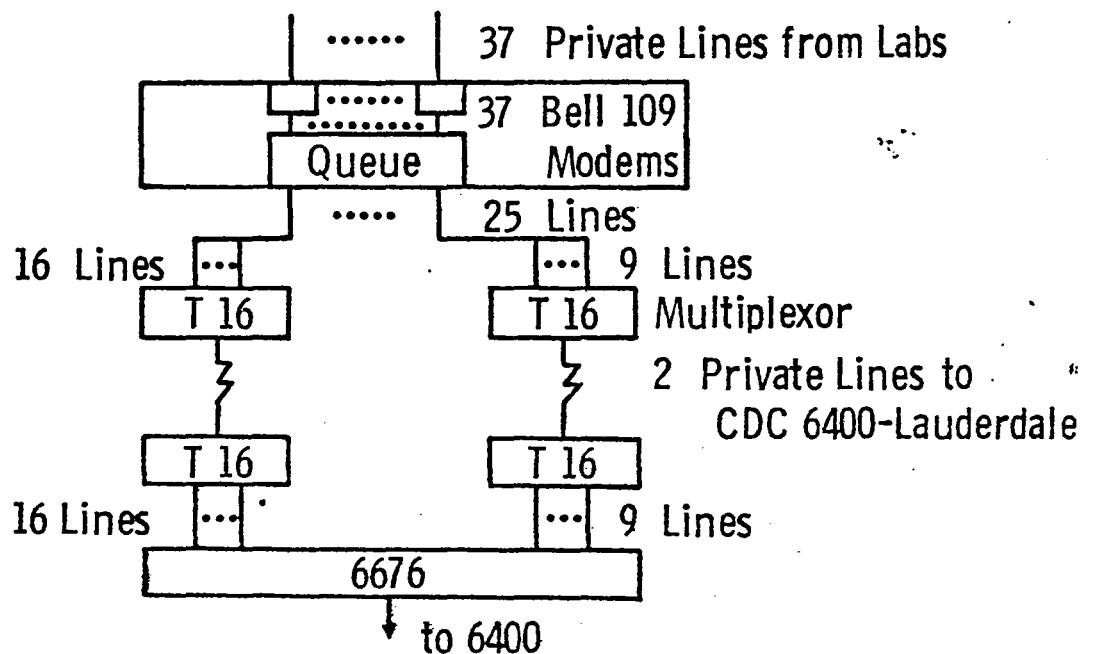 37 Private Lines from Labs
37 Bell 109
Modems
Queue
25 Lines
16 Lines
9 Lines
T 16
T 16
Multiplexor
2 Private Lines to
CDC 6400-Lauderdale
T 16
T 16
16 Lines
9 Lines
6676
to 6400